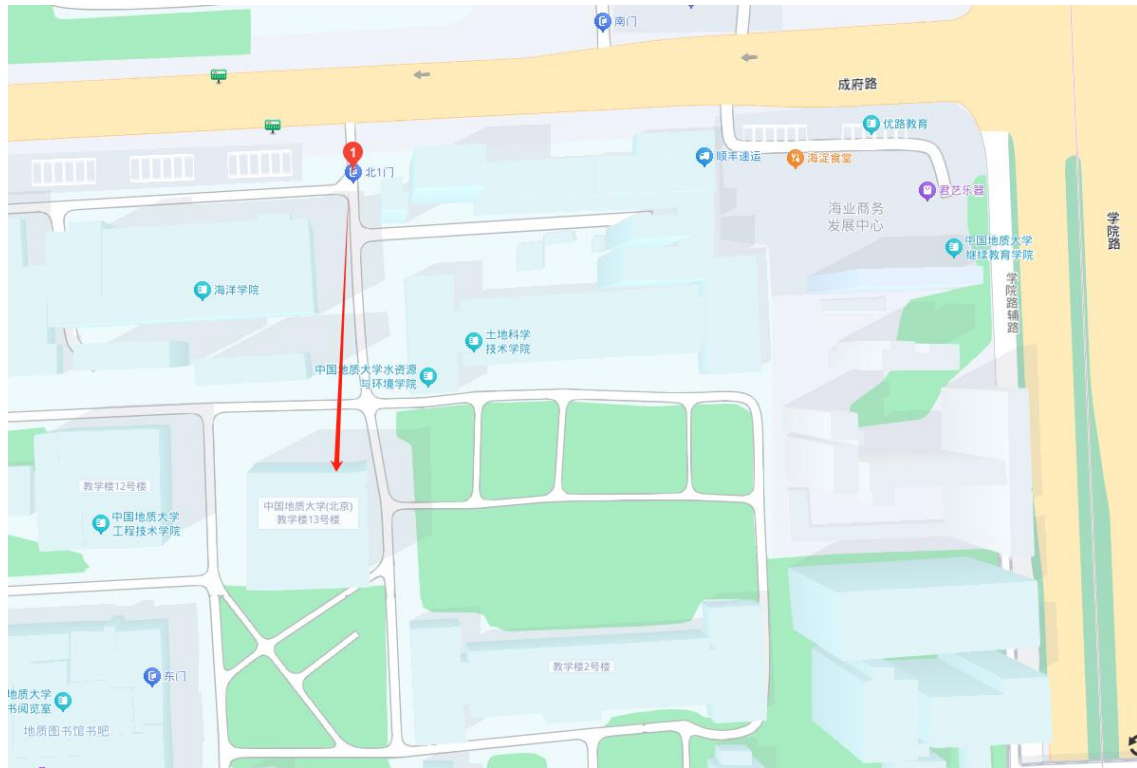 南门
成府路
优路教育
1
北1门
顺丰速运
海淀食堂
君艺乐器
海业商务
发展中心
学院路
中国地质大学
继续教育学院
学院路辅路
海洋学院
土地科学
技术学院
中国地质大学水资源
与环境学院
教学楼12号楼
中国地质大学(北京)
教学楼13号楼
中国地质大学
工程技术学院
教学楼2号楼
东门
地质大学
书阅览室
地质图书馆书吧